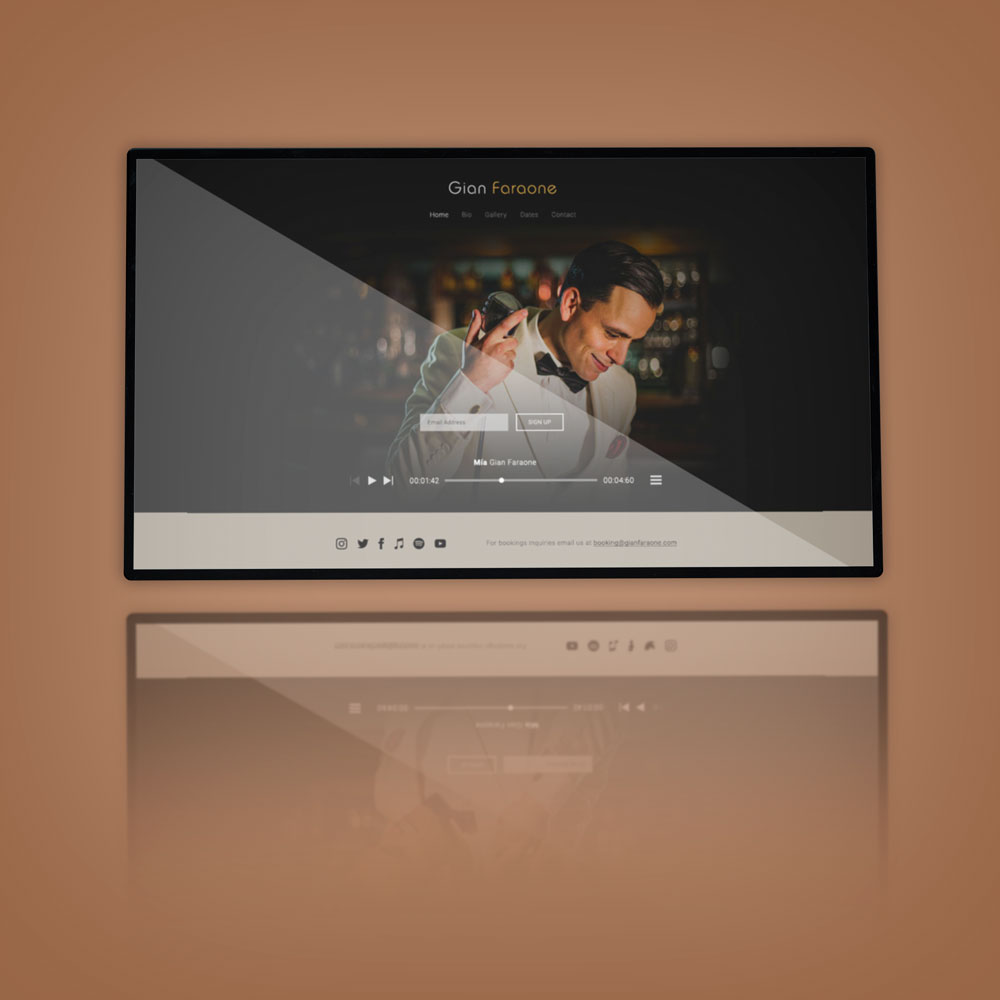 Gian Faraone
Home Bio Gallery Dates Contact
Email Address SIGN UP
Mía Gian Faraone
00:01:42 00:04:60
For bookings inquiries email us at booking@gianfaraone.com